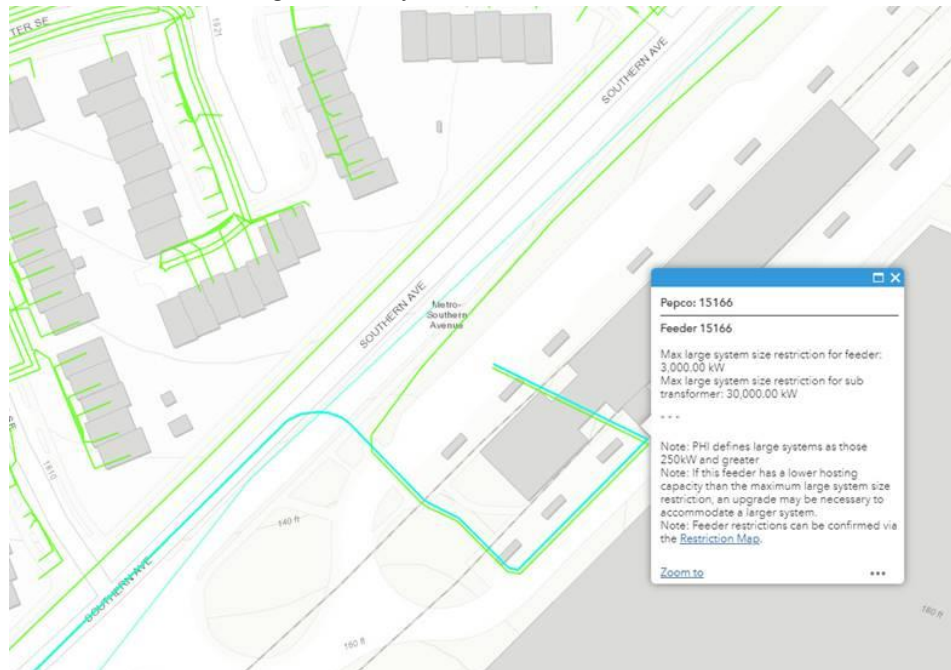 TER SE
1621
SOUTHERN AVE
SOUTHERN AVE
Metro-
Southern
Avenue
Pepco: 15166
Feeder 15166
Max large system size restriction for feeder:
3,000.00 kW
Max large system size restriction for sub
transformer: 30,000.00 kW
- - -
Note: PHI defines large systems as those
250kW and greater
Note: If this feeder has a lower hosting
capacity than the maximum large system size
restriction, an upgrade may be necessary to
accommodate a larger system.
Note: Feeder restrictions can be confirmed via
the Restriction Map.
Zoom to
1610
140 ft
SOUTHERN AVE
160 ft
160 ft